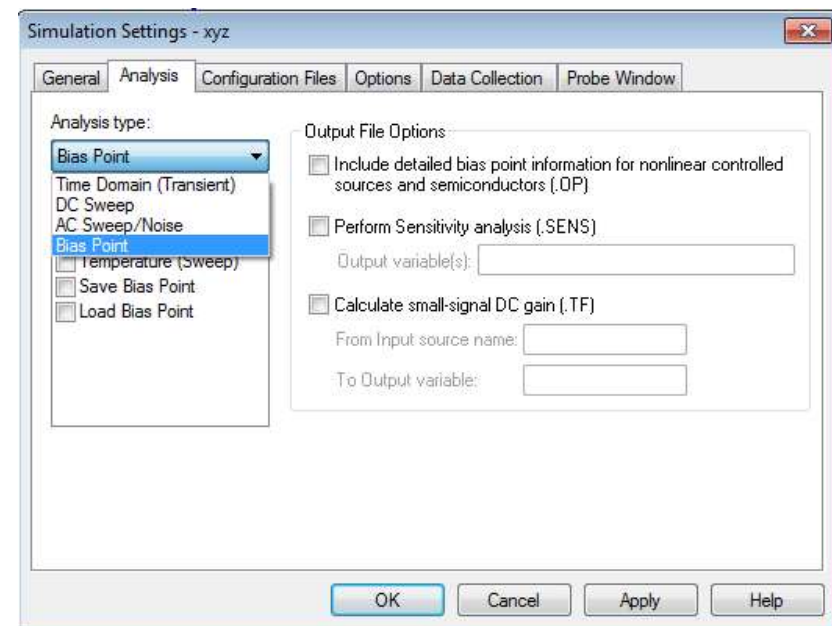 Simulation Settings - xyz
General Analysis Configuration Files Options Data Collection Probe Window
Analysis type:
Bias Point
Time Domain (Transient)
DC Sweep
AC Sweep/Noise
Bias Point
Temperature (Sweep)
Save Bias Point
Load Bias Point
Output File Options
Include detailed bias point information for nonlinear controlled
sources and semiconductors (.OP)
Perform Sensitivity analysis (.SENS)
Output variable(s):
Calculate small-signal DC gain (.TF)
From Input source name:
To Output variable:
OK Cancel Apply Help